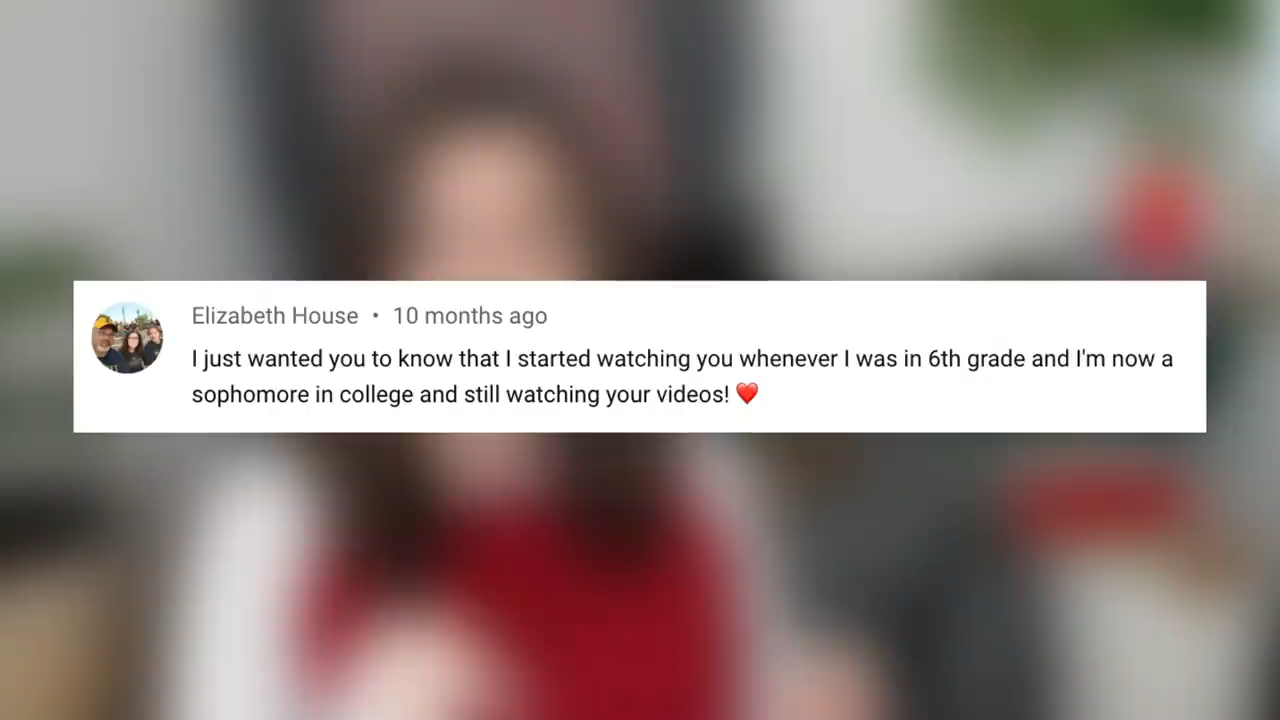 Elizabeth House • 10 months ago
I just wanted you to know that I started watching you whenever I was in 6th grade and I'm now a
sophomore in college and still watching your videos! ❤️